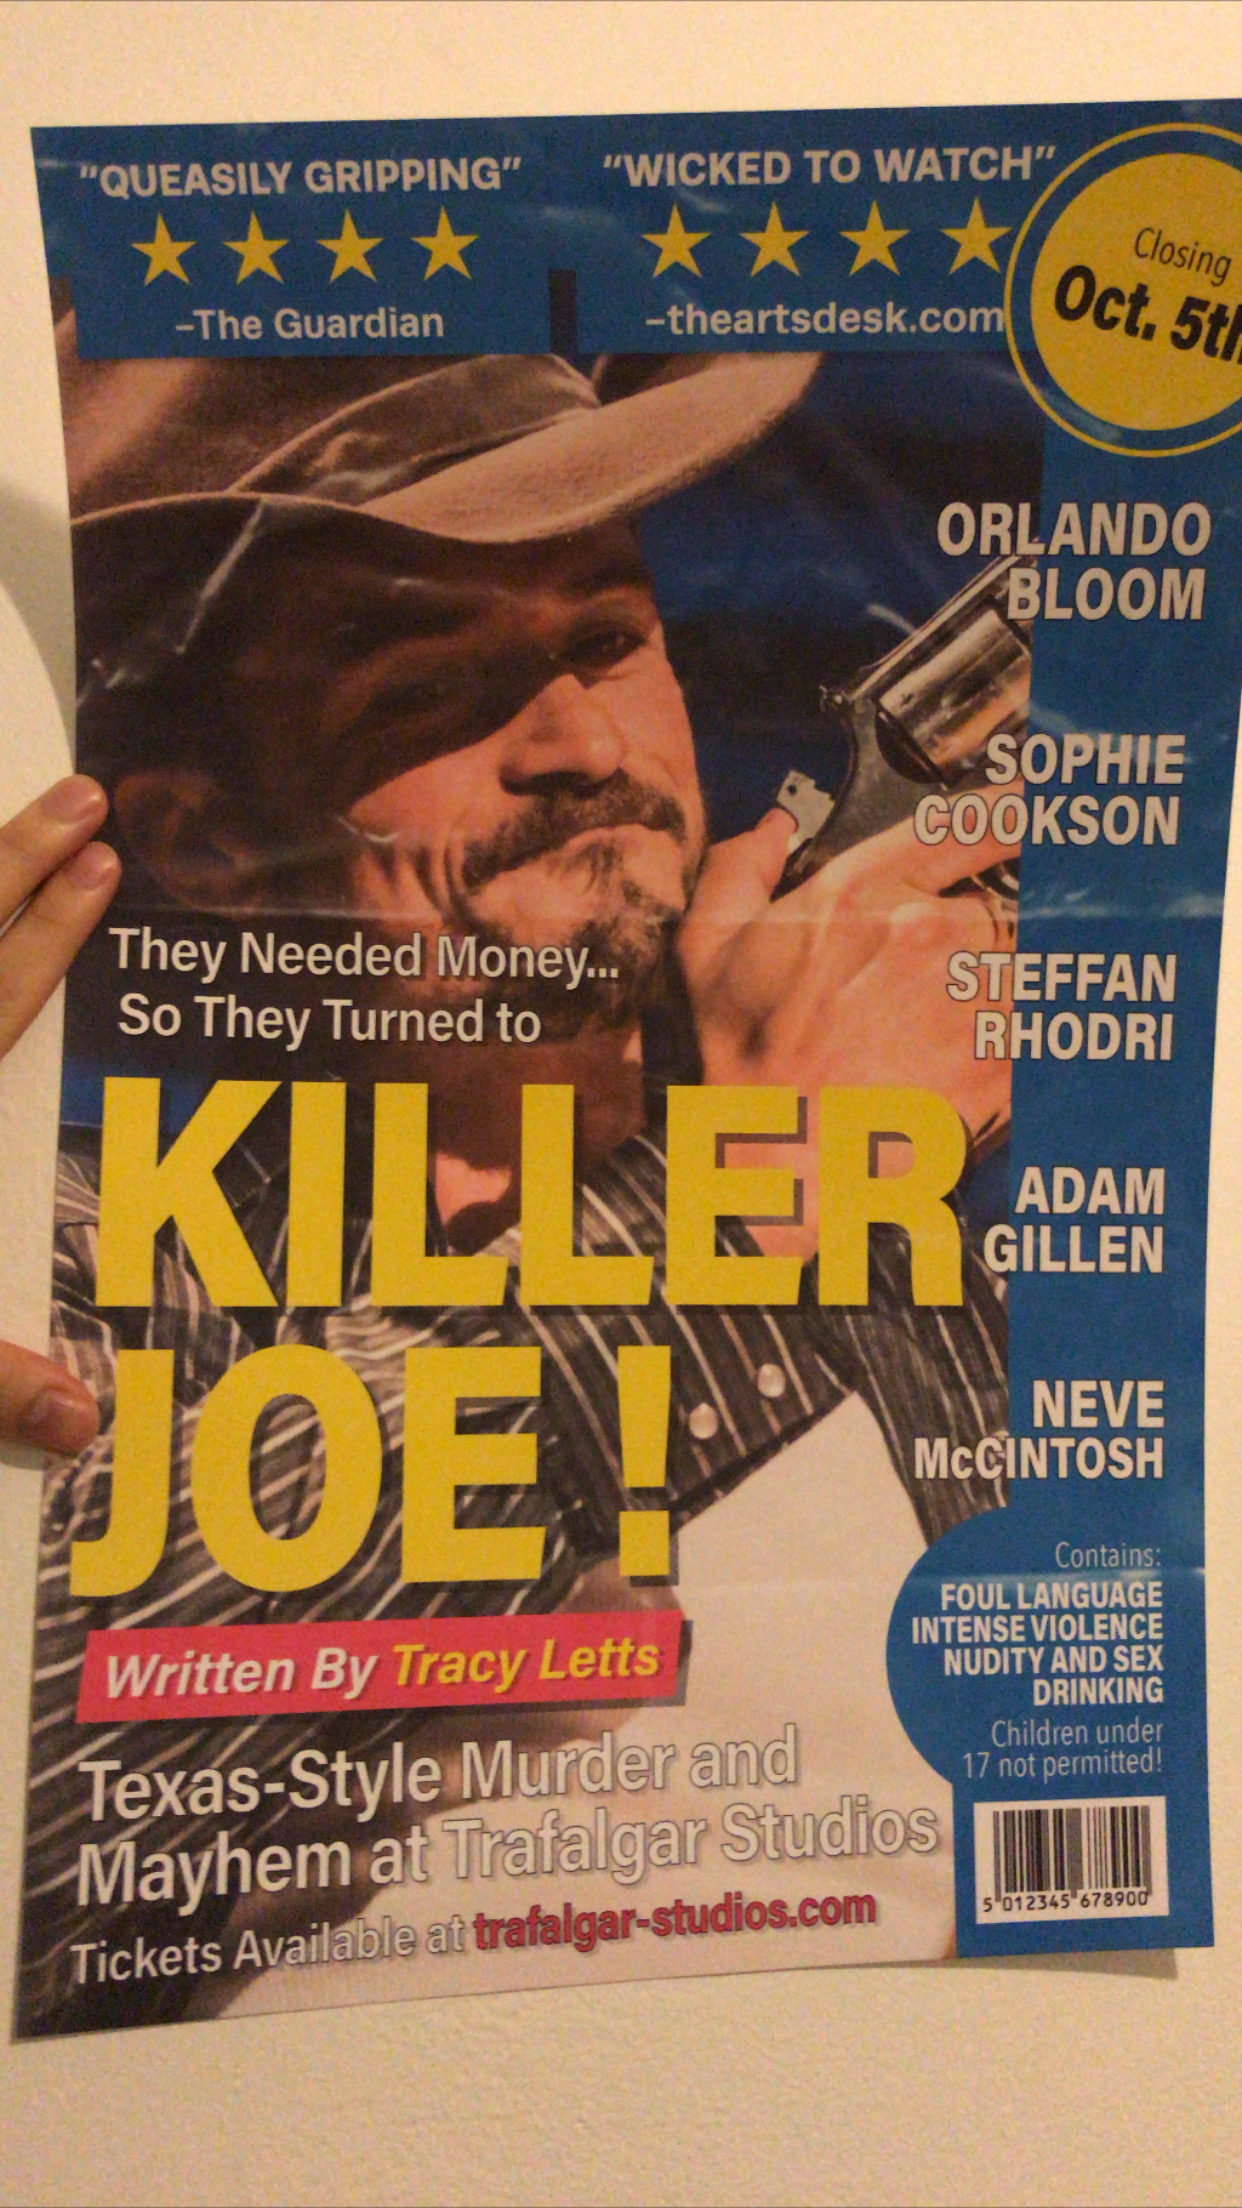 "QUEASILY GRIPPING"
–The Guardian
"WICKED TO WATCH"
–theartsdesk.com
Closing
Oct. 5th
ORLANDO
BLOOM
SOPHIE
COOKSON
STEFFAN
RHODRI
ADAM
GILLEN
NEVE
McCINTOSH
They Needed Money...
So They Turned to
KILLER
JOE!
Written By Tracy Letts
Texas-Style Murder and
Mayhem at Trafalgar Studios
Tickets Available at trafalgar-studios.com
Contains:
FOUL LANGUAGE
INTENSE VIOLENCE
NUDITY AND SEX
DRINKING
Children under
17 not permitted!
5 012345 678900